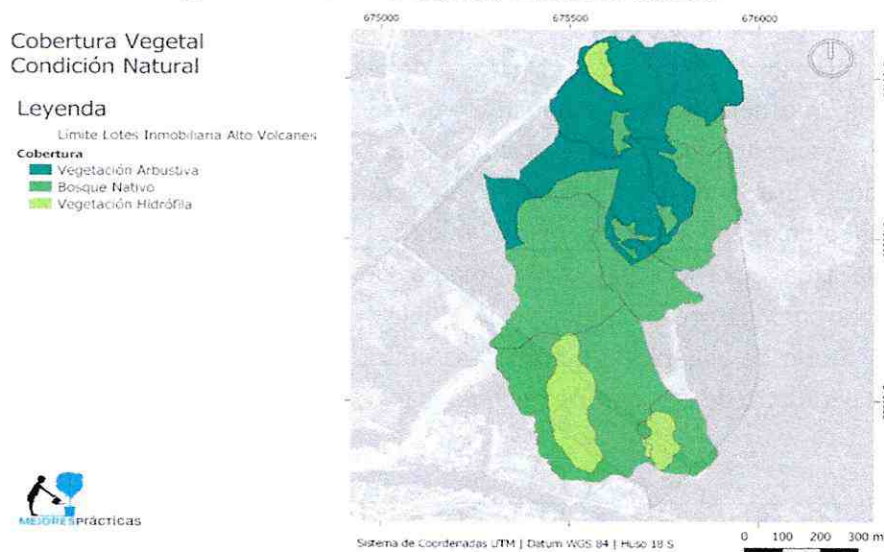 675000
675500
676000
Cobertura Vegetal
Condición Natural
Leyenda
Límite Lotes Inmobiliaria Alto Volcanes
Cobertura
Vegetación Arbustiva
Bosque Nativo
Vegetación Hidrófila
MEJORESPRÁCTICAS
Sistema de Coordenadas UTM | Datum WGS 84 | Huso 18 S
0 100 200 300 m